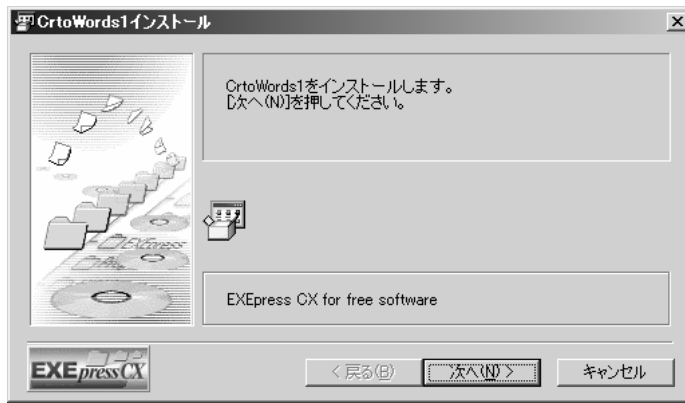 CrtoWords1インストール
CrtoWords1をインストールします。
[次へ(N)]を押してください。
EXEpress
EXEpress CX for free software
EXEpress CX
< 戻る(B)
次へ(N) >
キャンセル